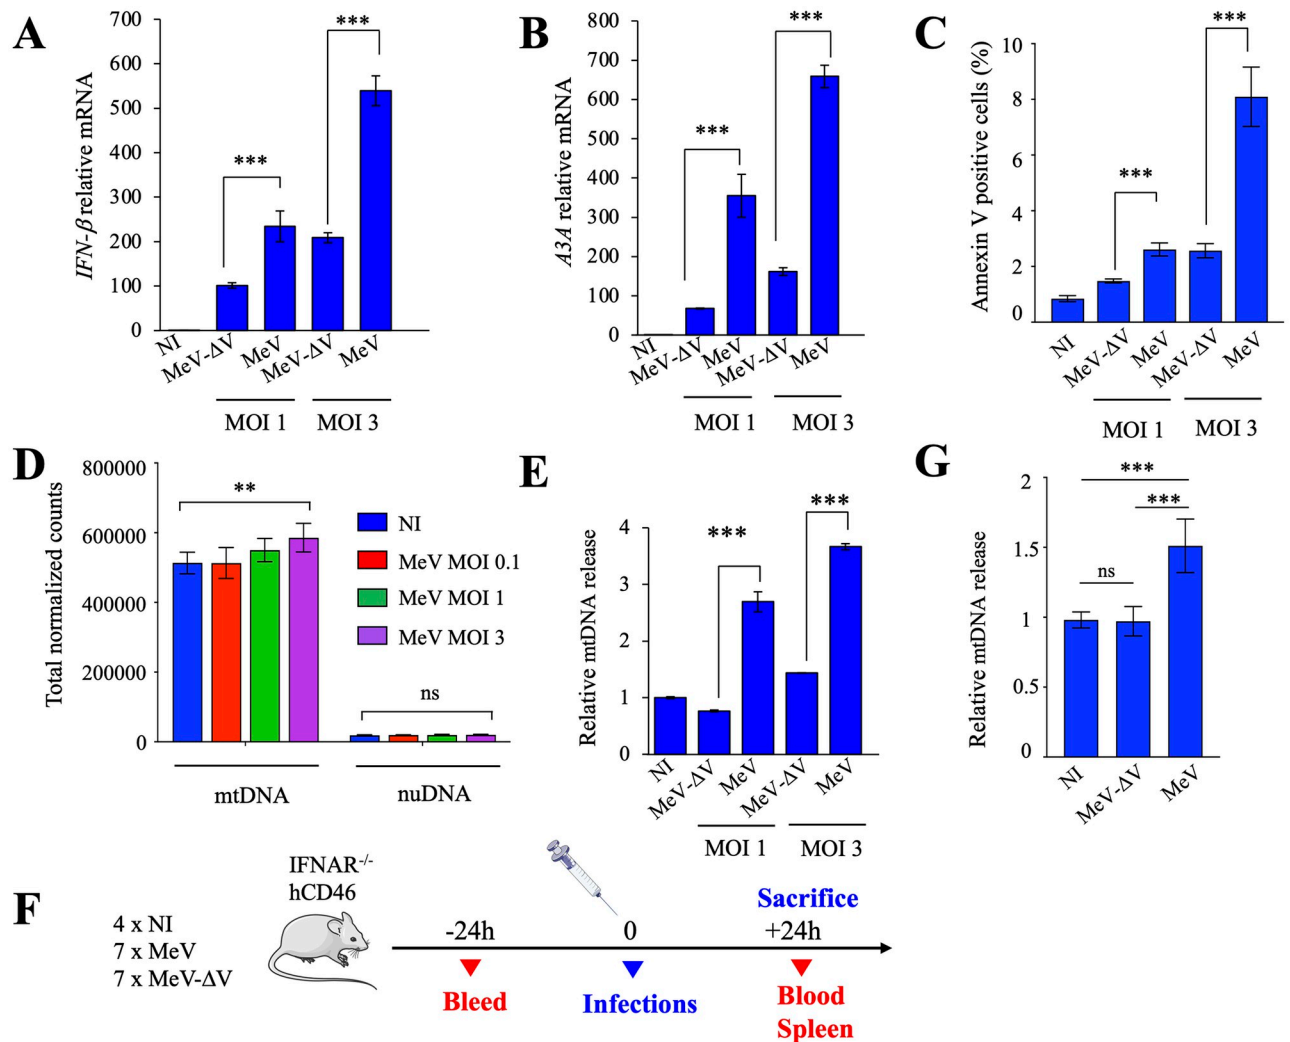 A
IFN-β relative mRNA
700
600
500
400
300
200
100
0
***
***
NI
MeV-ΔV
MeV
MeV-ΔV
MeV
MOI 1
MOI 3
B
A3A relative mRNA
800
700
600
500
400
300
200
100
0
***
***
NI
MeV-ΔV
MeV
MeV-ΔV
MeV
MOI 1
MOI 3
C
Annexin V positive cells (%)
10
8
6
4
2
0
***
***
NI
MeV-ΔV
MeV
MeV-ΔV
MeV
MOI 1
MOI 3
D
Total normalized counts
800000
600000
400000
200000
0
**
ns
mtDNA
nuDNA
NI
MeV MOI 0.1
MeV MOI 1
MeV MOI 3
E
Relative mtDNA release
4
3
2
1
0
***
***
NI
MeV-ΔV
MeV
MeV-ΔV
MeV
MOI 1
MOI 3
G
Relative mtDNA release
2
1.5
1
0.5
0
***
***
ns
NI
MeV-ΔV
MeV
F
4 x NI
7 x MeV
7 x MeV-ΔV
IFNAR-/-
hCD46
-24h
Bleed
0
Infections
Sacrifice
+24h
Blood
Spleen